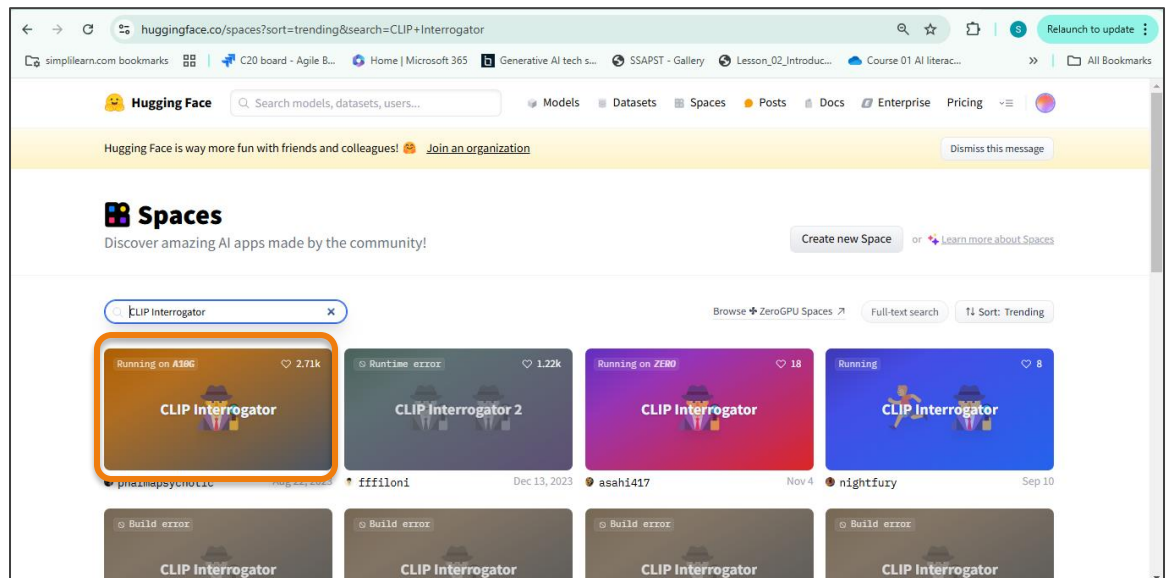 huggingface.co/spaces?sort=trending&search=CLIP+Interrogator
S
Relaunch to update
simplilearn.com bookmarks
C20 board - Agile B...
Home | Microsoft 365
b
Generative AI tech s...
SSAPST - Gallery
Lesson_02_Introduc...
Course 01 AI literac...
»
All Bookmarks
Hugging Face
Search models, datasets, users...
Models
Datasets
Spaces
Posts
Docs
Enterprise
Pricing
Hugging Face is way more fun with friends and colleagues! 🤗 Join an organization
Dismiss this message
Spaces
Discover amazing AI apps made by the community!
Create new Space
or
Learn more about Spaces
CLIP Interrogator
Browse ZeroGPU Spaces
Full-text search
Sort: Trending
Running on A10G
2.71k
CLIP Interrogator
pharmapsychotic
Aug 22, 2023
Runtime error
1.22k
CLIP Interrogator 2
fffiloni
Dec 13, 2023
Running on ZERO
18
CLIP Interrogator
asahi417
Nov 4
Running
8
CLIP Interrogator
nightfury
Sep 10
Build error
CLIP Interrogator
Build error
CLIP Interrogator
Build error
CLIP Interrogator
Build error
CLIP Interrogator